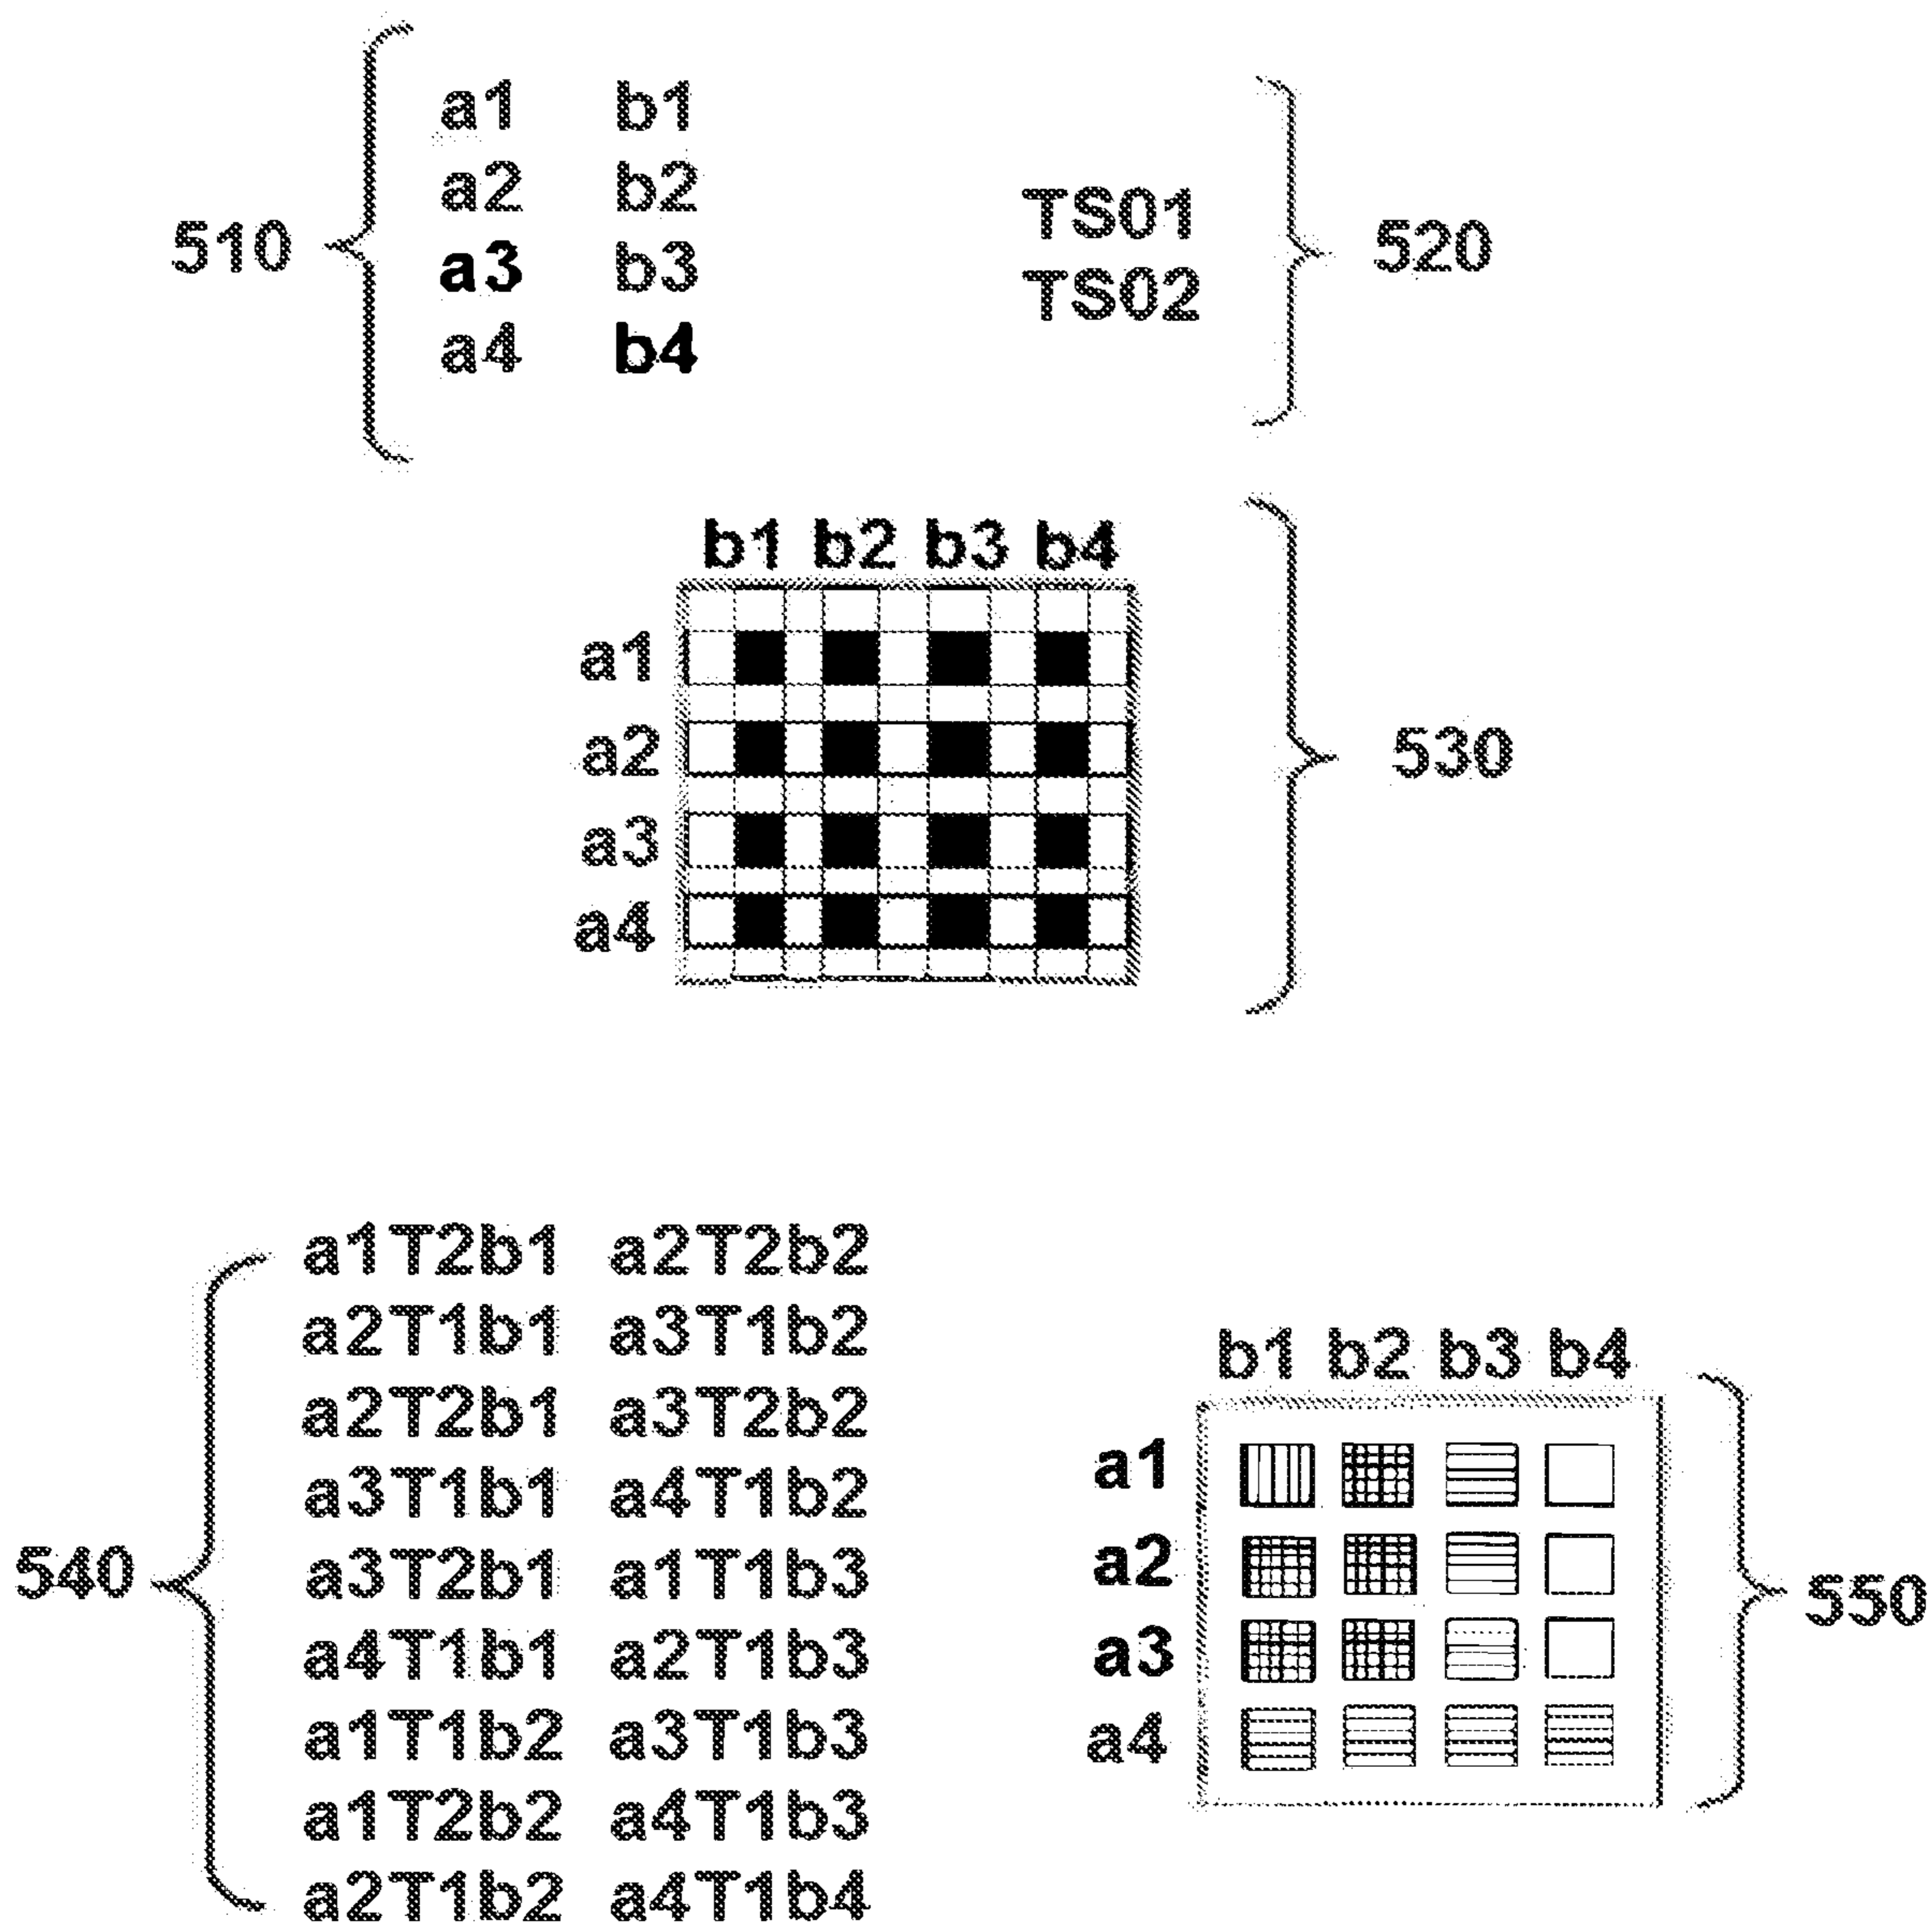 a1 b1
a2 b2
a3 b3
a4 b4
510
TS01
TS02
520
b1 b2 b3 b4
a1
a2
a3
a4
530
540
a1T2b1 a2T2b2
a2T1b1 a3T1b2
a2T2b1 a3T2b2
a3T1b1 a4T1b2
a3T2b1 a1T1b3
a4T1b1 a2T1b3
a1T1b2 a3T1b3
a1T2b2 a4T1b3
a2T1b2 a4T1b4
b1 b2 b3 b4
a1
a2
a3
a4
550